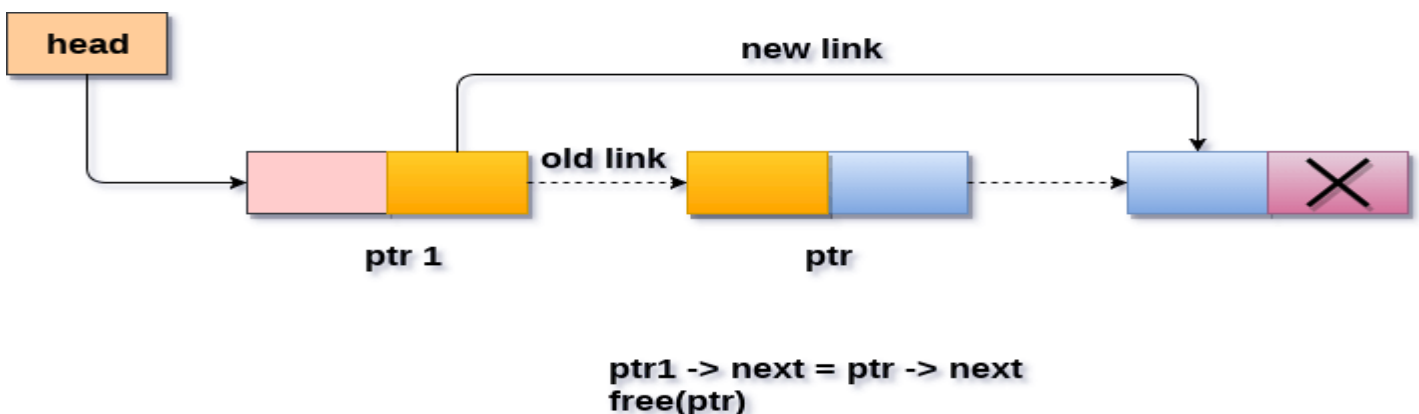 head
new link
old link
ptr 1
ptr
ptr1 -> next = ptr -> next
free(ptr)